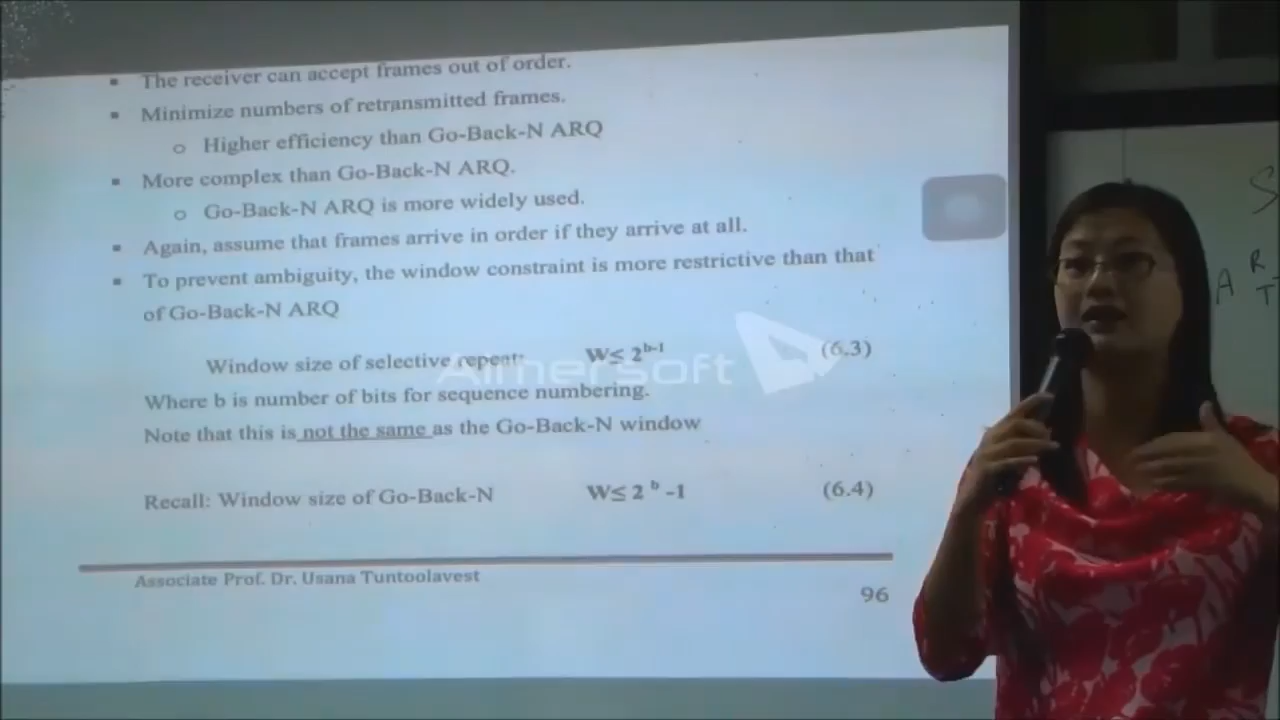 ▪ The receiver can accept frames out of order.
▪ Minimize numbers of retransmitted frames.
o Higher efficiency than Go-Back-N ARQ
▪ More complex than Go-Back-N ARQ.
o Go-Back-N ARQ is more widely used.
▪ Again, assume that frames arrive in order if they arrive at all.
▪ To prevent ambiguity, the window constraint is more restrictive than that
of Go-Back-N ARQ
Window size of selective repeat: W≤ 2^{b-1} (6.3)
Aimersoft
Where b is number of bits for sequence numbering.
Note that this is not the same as the Go-Back-N window
Recall: Window size of Go-Back-N W≤ 2^b -1 (6.4)
Associate Prof. Dr. Usana Tuntoolavest
96
S
A R
T